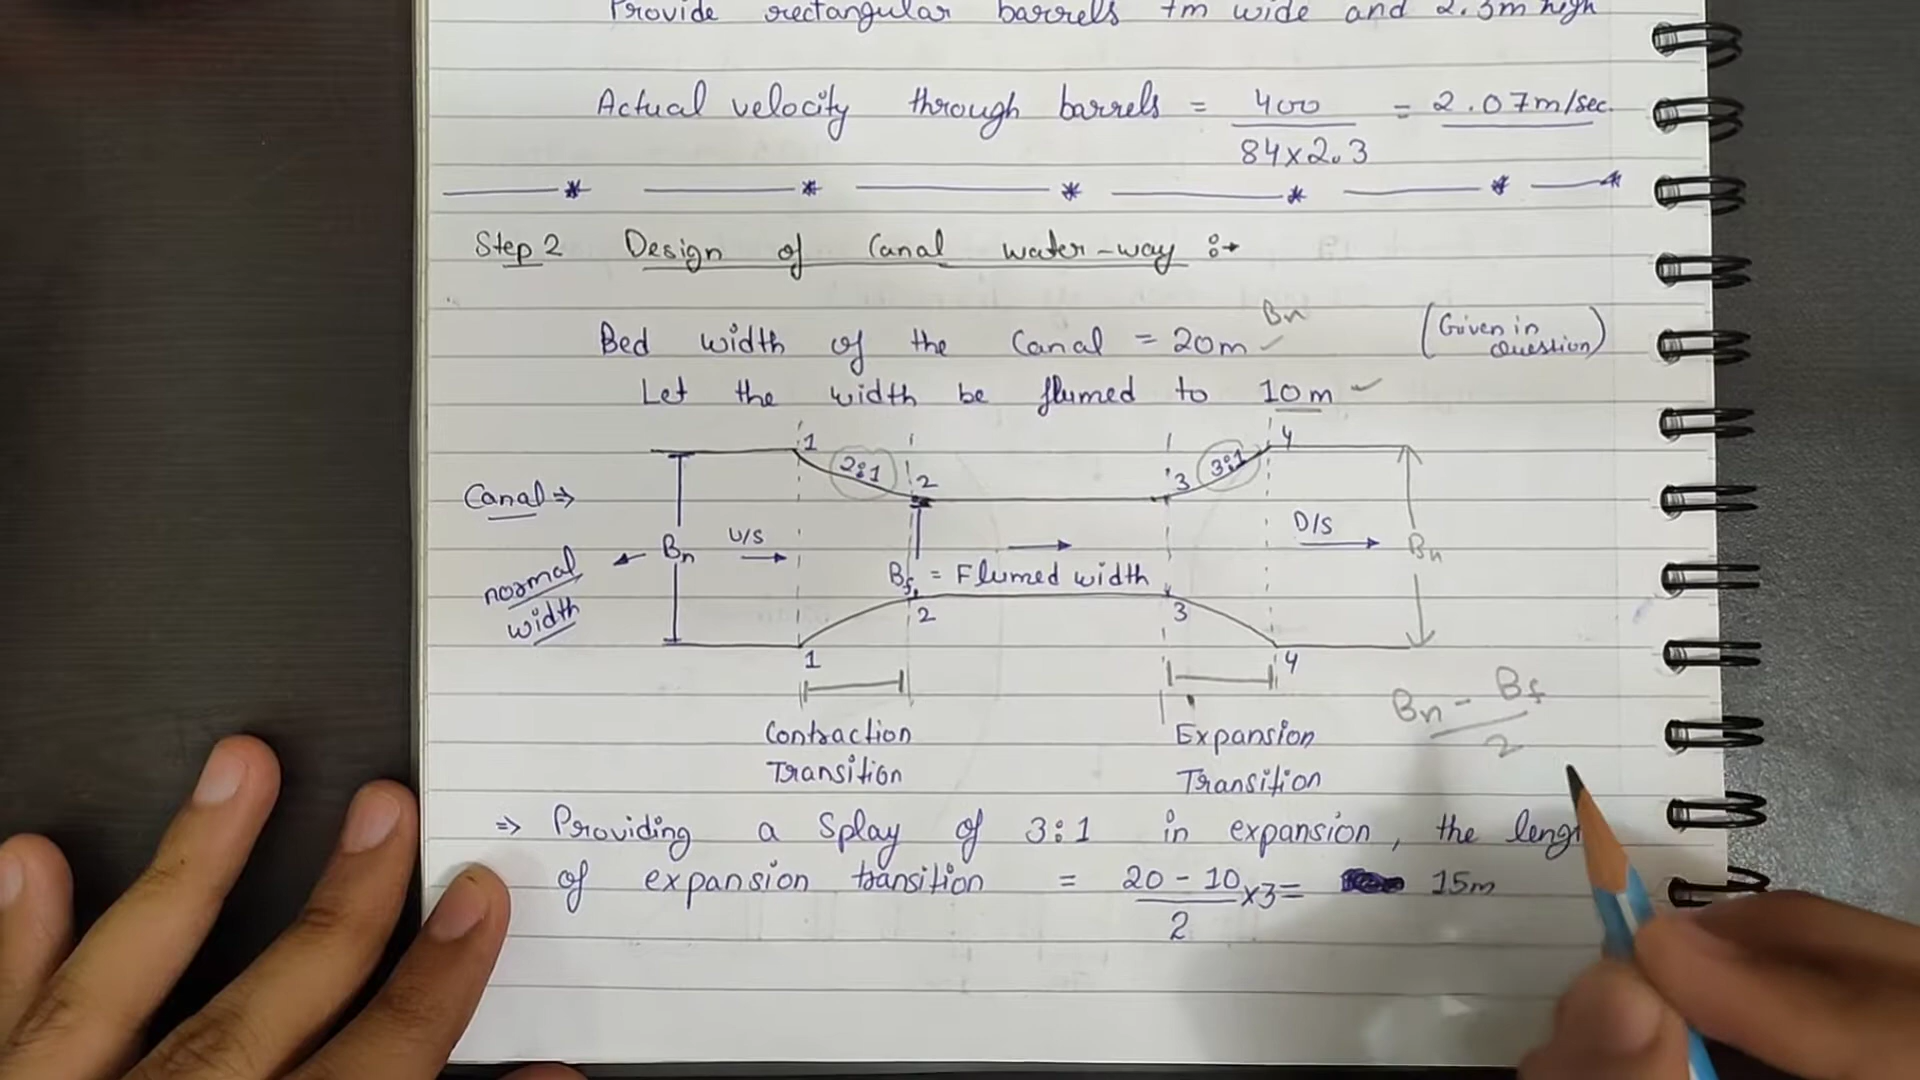 Provide rectangular barrels 7m wide and 2.3m high
Actual velocity through barrels = 400 / 84x2.3 = 2.07m/sec.
Step 2 Design of Canal water-way :→
Bn
Bed width of the Canal = 20m ✓ (Given in Question)
Let the width be flumed to 10m ✓
1 2:1 2 3 3:1 4
Canal ⇒
U/S → D/S →
normal width ← Bn Bn
Bf = Flumed width
2 3
1 4
Bn - Bf / 2
Contraction Transition
Expansion Transition
⇒ Providing a Splay of 3:1 in expansion, the
of expansion transition = 20 - 10 / 2 x3 = 15m